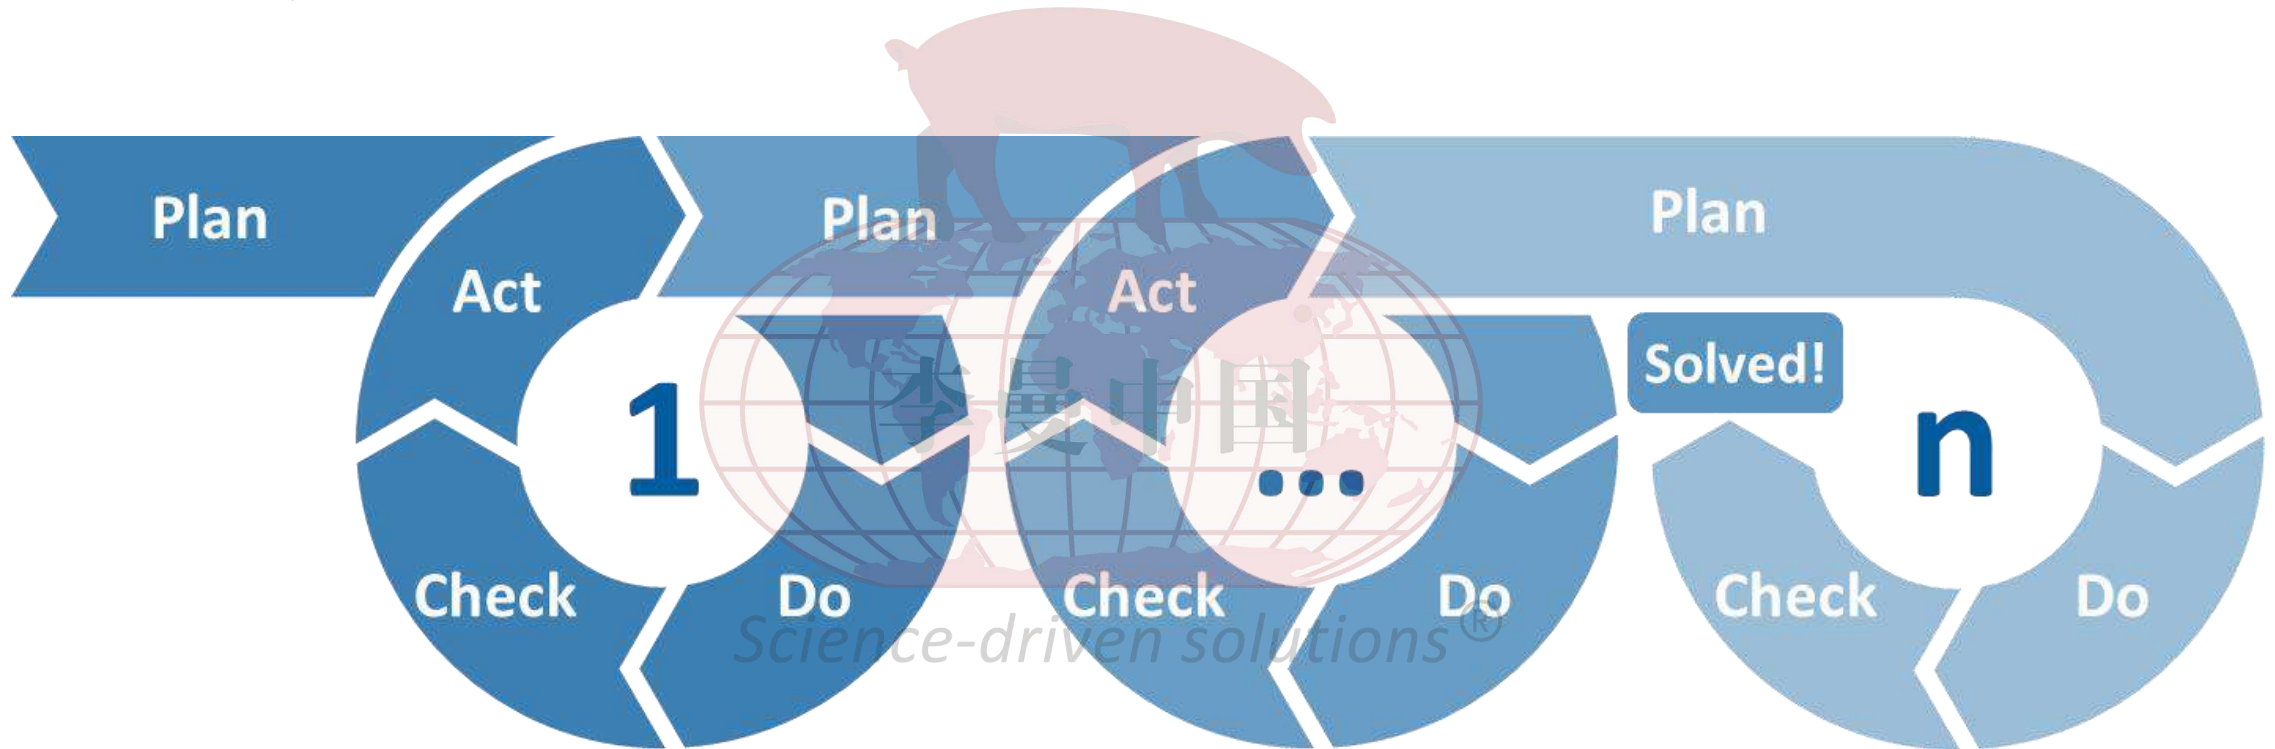 Plan
Plan
Plan
Act
Act
Solved!
1
李曼中国
...
n
Check
Do
Check
Do
Check
Do
Science-driven solutions®